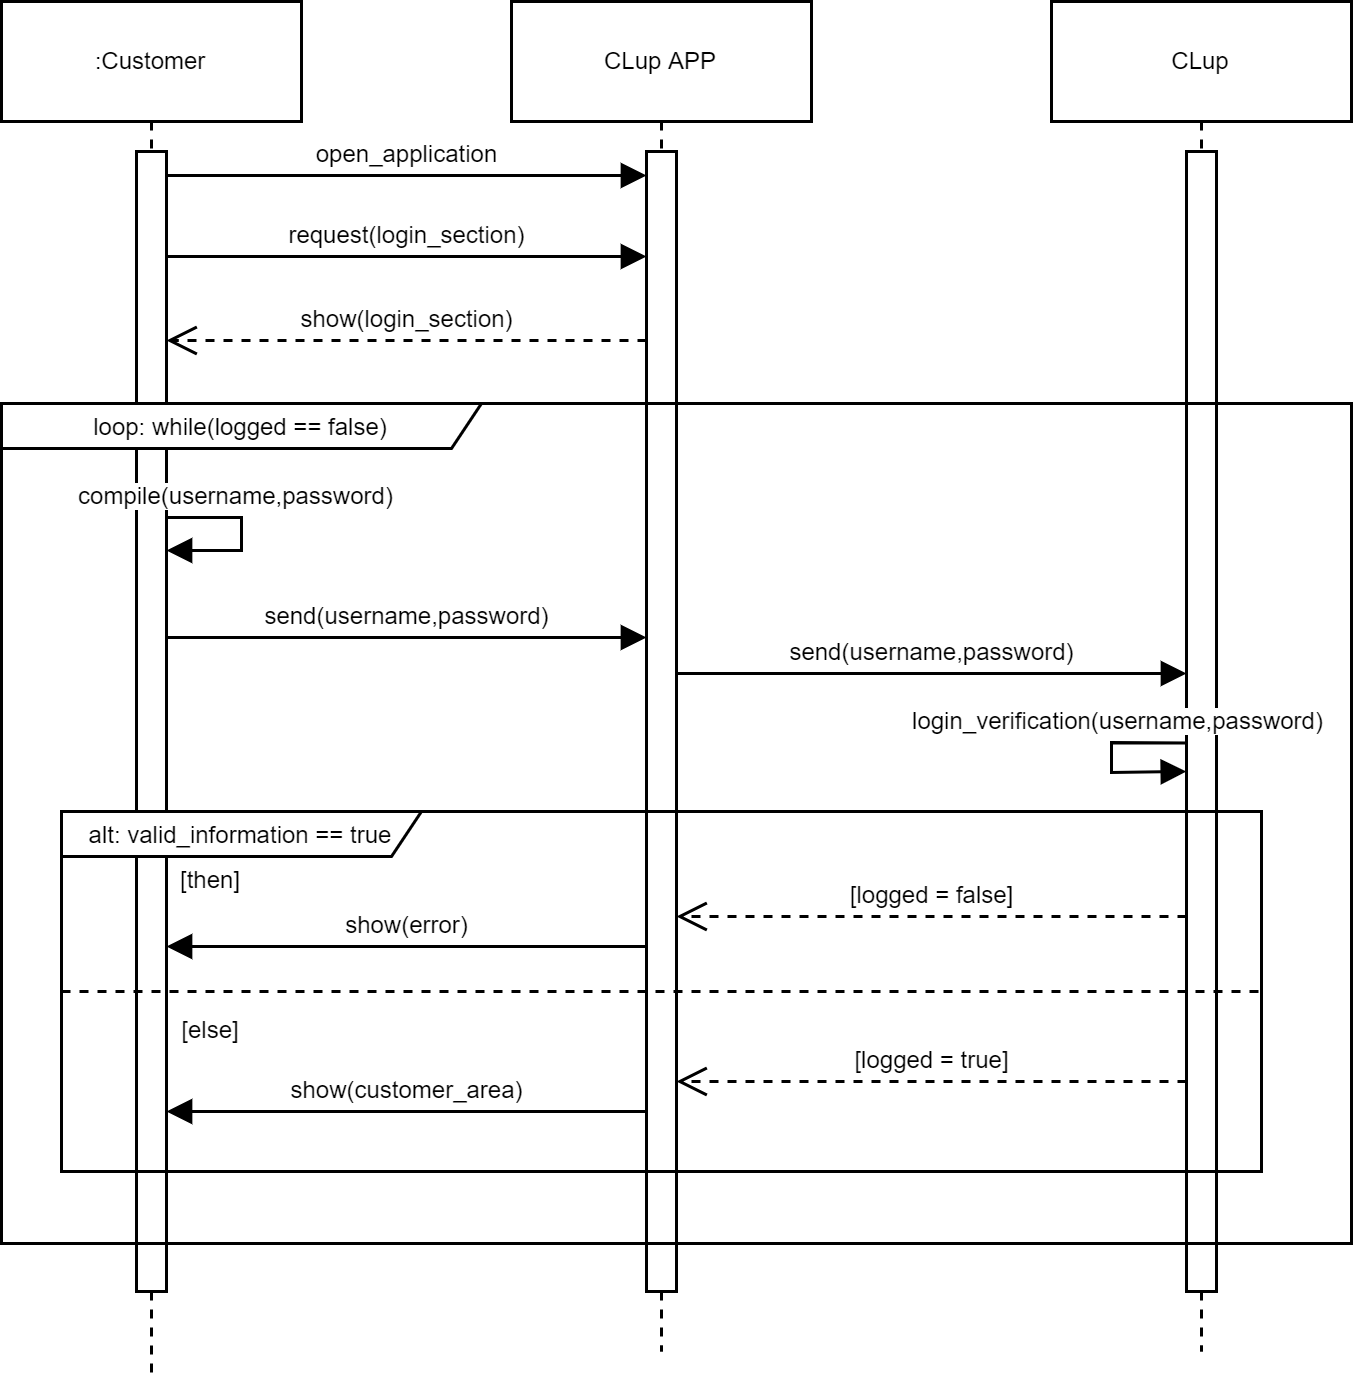 :Customer
CLup APP
CLup
open_application
request(login_section)
show(login_section)
loop: while(logged == false)
compile(username,password)
send(username,password)
send(username,password)
login_verification(username,password)
alt: valid_information == true
[then]
[logged = false]
show(error)
[else]
[logged = true]
show(customer_area)